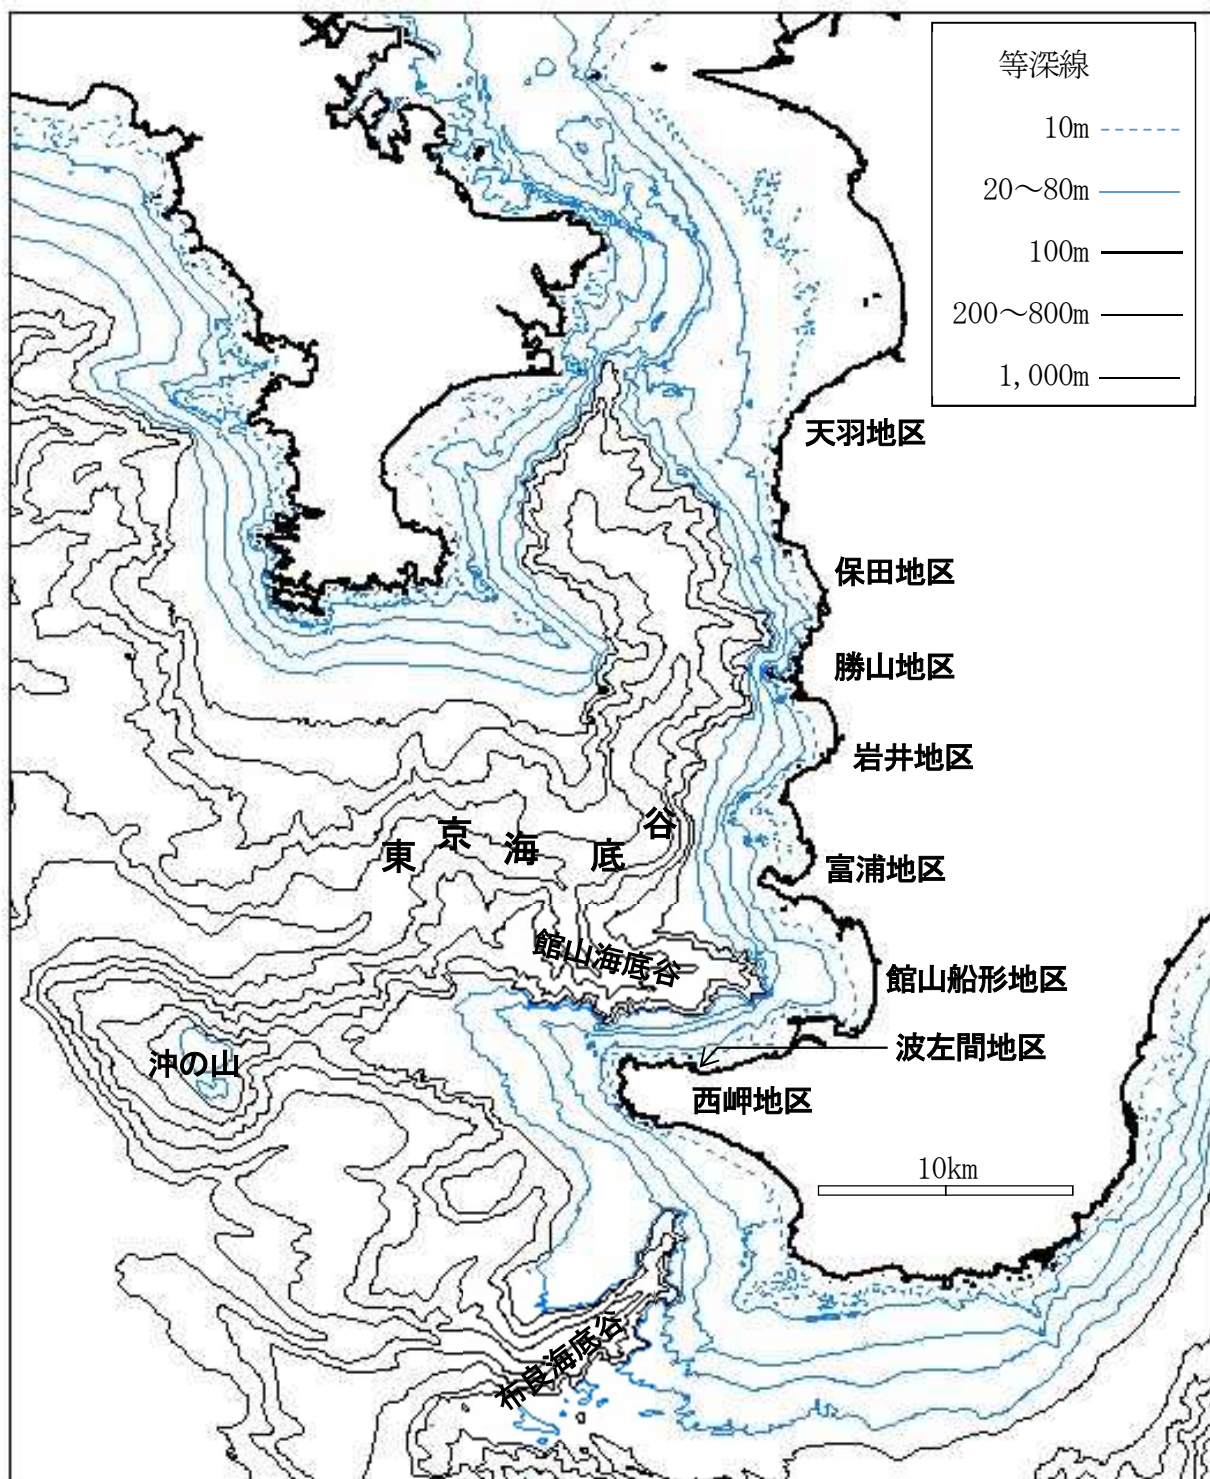 等深線
10m
20～80m
100m
200～800m
1,000m
天羽地区
保田地区
勝山地区
岩井地区
東京海底谷
富浦地区
館山海底谷
館山船形地区
沖の山
波左間地区
西岬地区
10km
布良海底谷